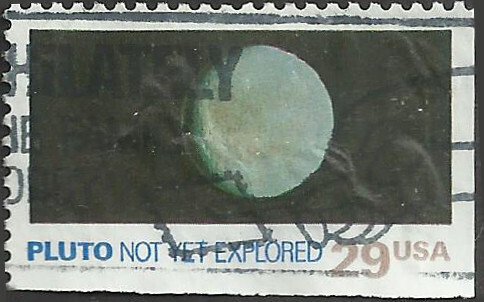 PLUTO NOT YET EXPLORED 29 USA